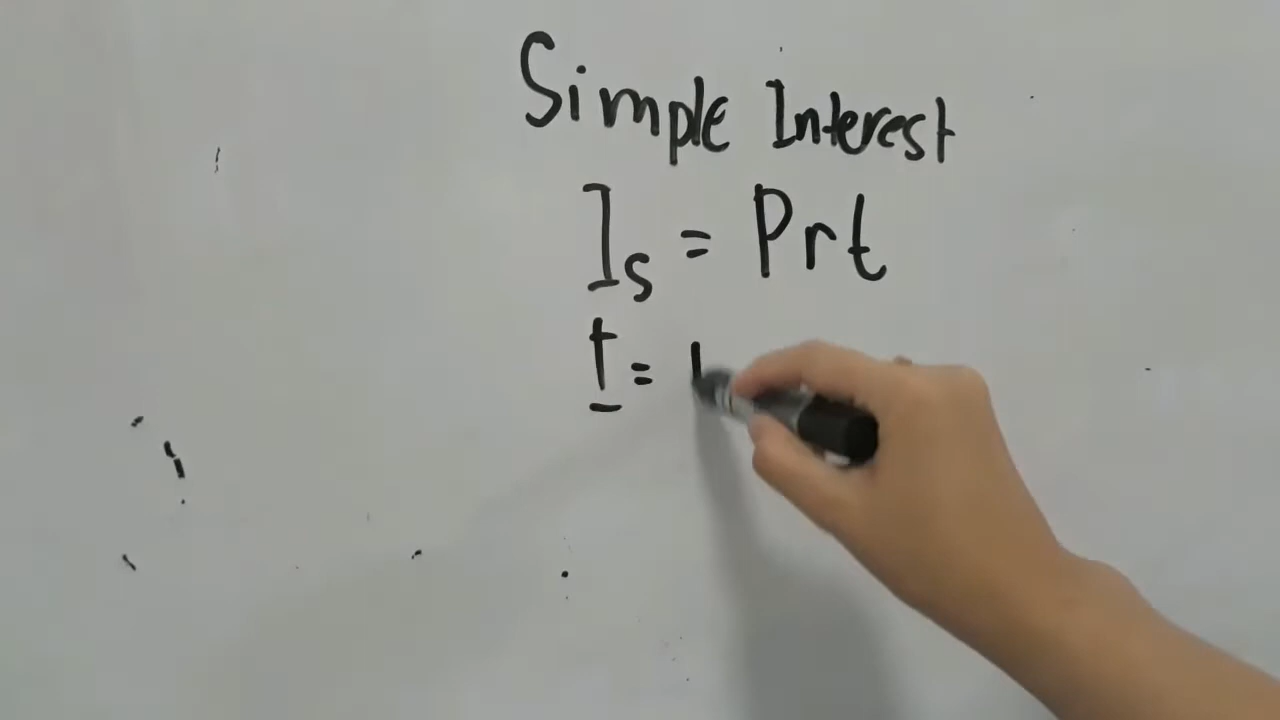 Simple Interest
Is = Prt
t =